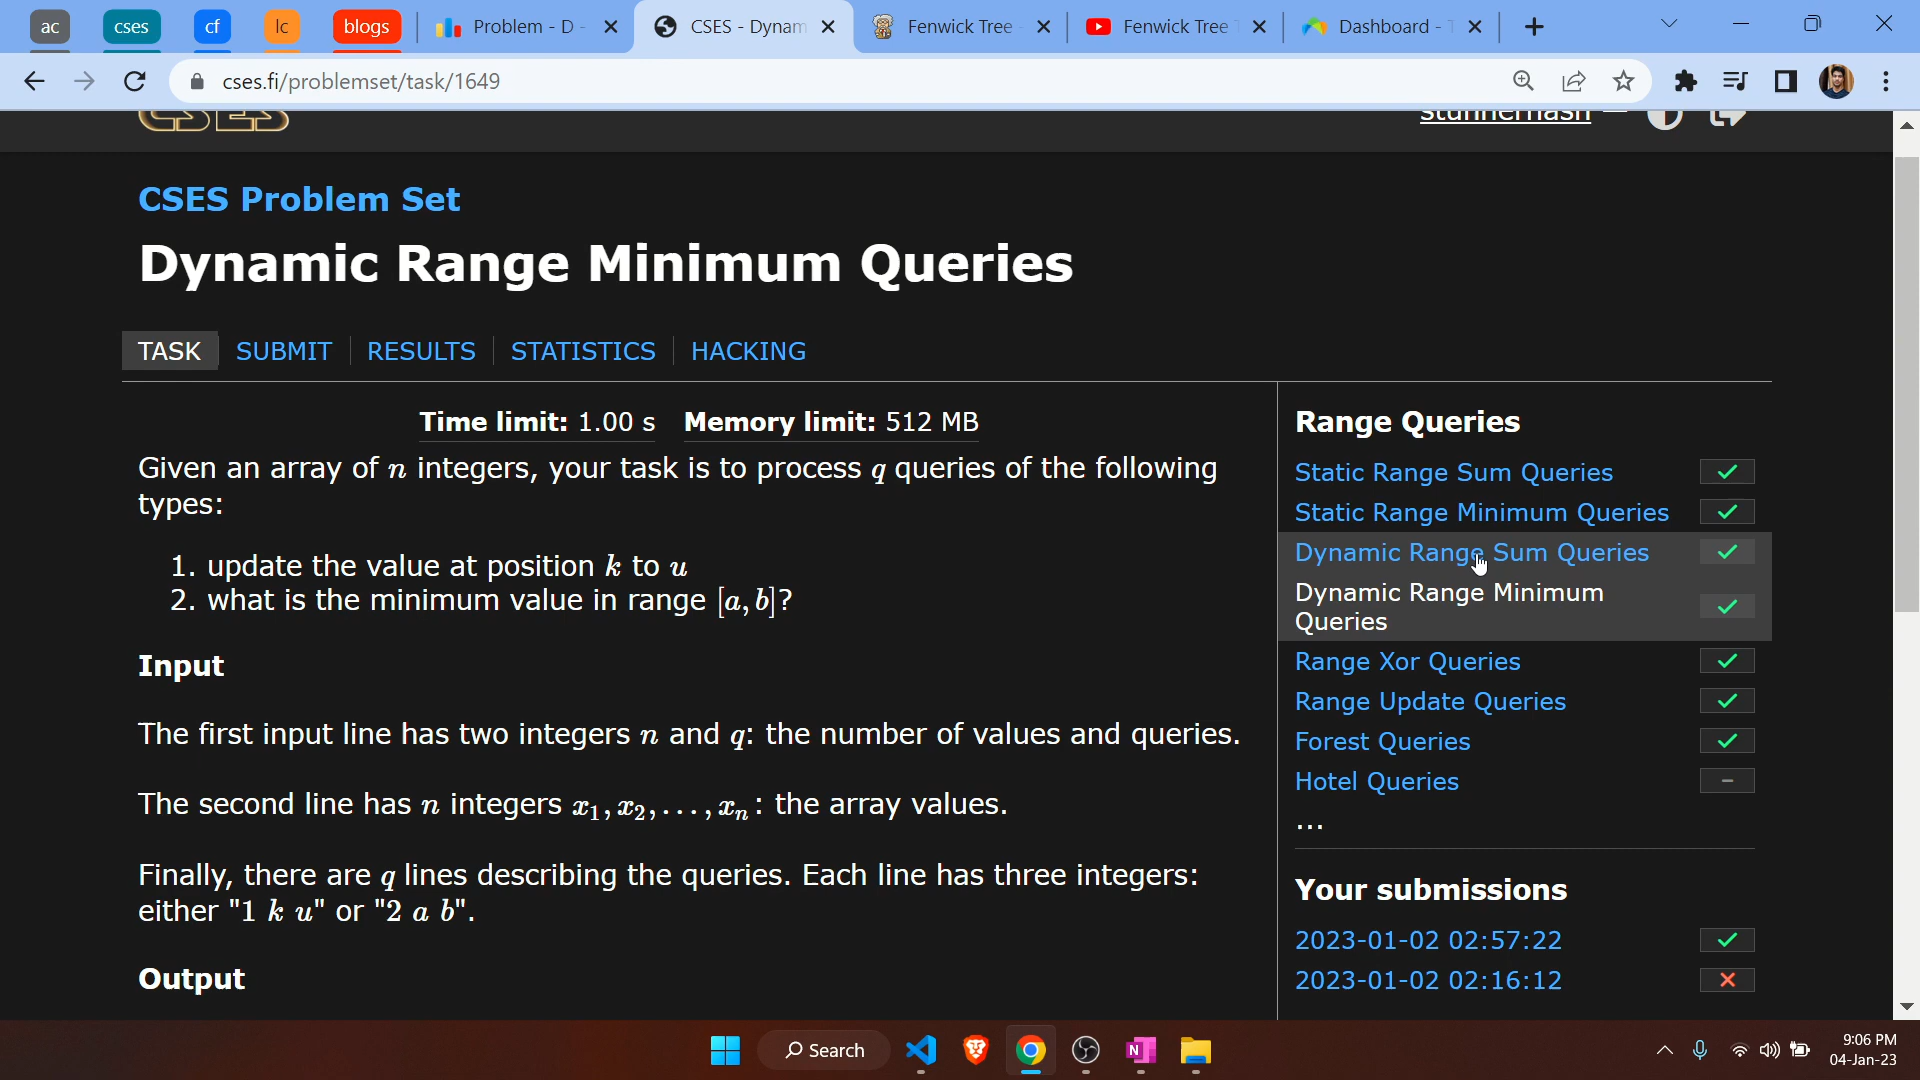 ac
cses
cf
lc
blogs
Problem - D -
CSES - Dynam
Fenwick Tree
Fenwick Tree
Dashboard -
cses.fi/problemset/task/1649
CSES
CSES Problem Set
Dynamic Range Minimum Queries
TASK
SUBMIT
RESULTS
STATISTICS
HACKING
Time limit: 1.00 s Memory limit: 512 MB
Given an array of n integers, your task is to process q queries of the following
types:
1. update the value at position k to u
2. what is the minimum value in range [a, b]?
Input
The first input line has two integers n and q: the number of values and queries.
The second line has n integers x1, x2, . . . , xn: the array values.
Finally, there are q lines describing the queries. Each line has three integers:
either "1 k u" or "2 a b".
Output
Range Queries
Static Range Sum Queries
Static Range Minimum Queries
Dynamic Range Sum Queries
Dynamic Range Minimum
Queries
Range Xor Queries
Range Update Queries
Forest Queries
Hotel Queries
...
Your submissions
2023-01-02 02:57:22
2023-01-02 02:16:12
Search
9:06 PM
04-Jan-23